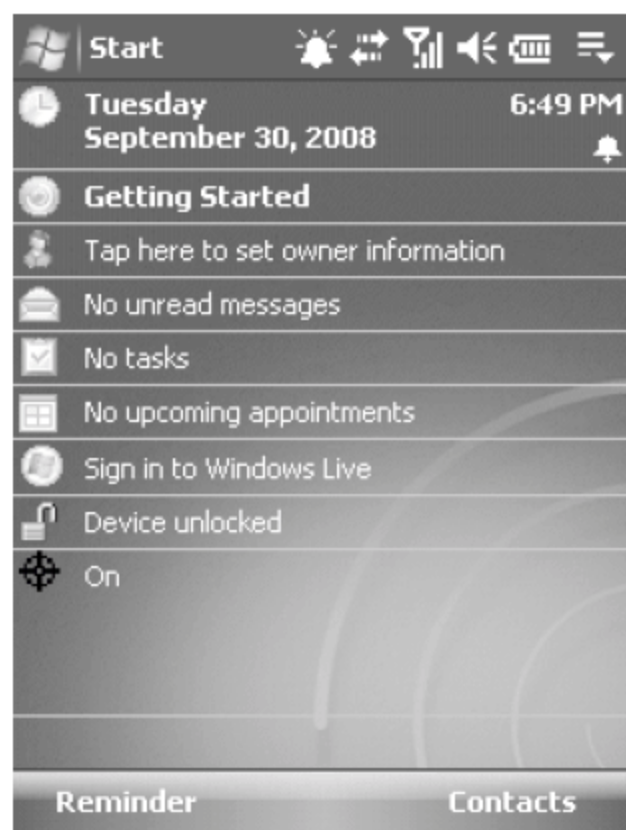 Start
Tuesday 6:49 PM
September 30, 2008
Getting Started
Tap here to set owner information
No unread messages
No tasks
No upcoming appointments
Sign in to Windows Live
Device unlocked
On
Reminder Contacts